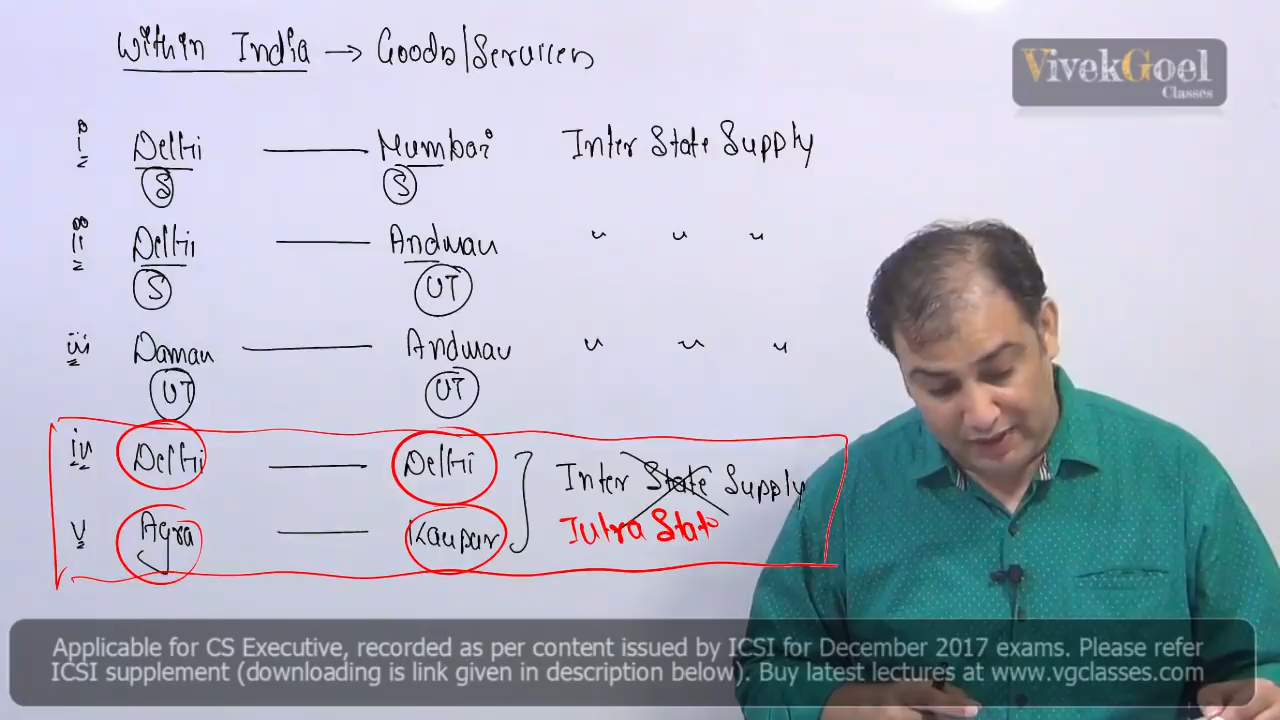 Within India → Goods/Services
VivekGoel
Classes
i Delhi — Mumbai Inter State Supply
S S
ii Delhi — Andman " " "
S UT
iii Daman — Andman " " "
UT UT
iv Delhi — Delhi Inter State Supply
v Agra — Kanpur Intra State
Applicable for CS Executive, recorded as per content issued by ICSI for December 2017 exams. Please refer
ICSI supplement (downloading is link given in description below). Buy latest lectures at www.vgclasses.com